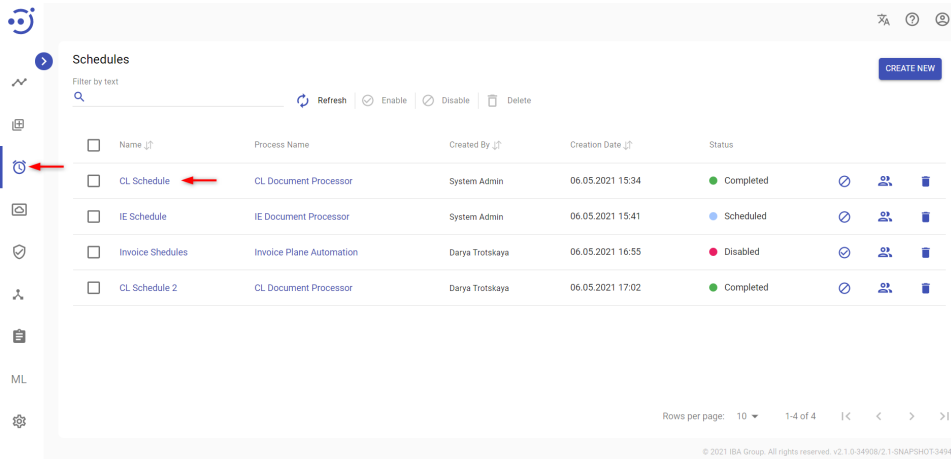 Schedules
CREATE NEW
Filter by text
Refresh Enable Disable Delete
Name Process Name Created By Creation Date Status
CL Schedule CL Document Processor System Admin 06.05.2021 15:34 Completed
IE Schedule IE Document Processor System Admin 06.05.2021 15:41 Scheduled
Invoice Shedules Invoice Plane Automation Darya Trotskaya 06.05.2021 16:55 Disabled
CL Schedule 2 CL Document Processor Darya Trotskaya 06.05.2021 17:02 Completed
ML
Rows per page: 10 1-4 of 4
© 2021 IBA Group. All rights reserved. v2.1.0-34908/2.1-SNAPSHOT-3494